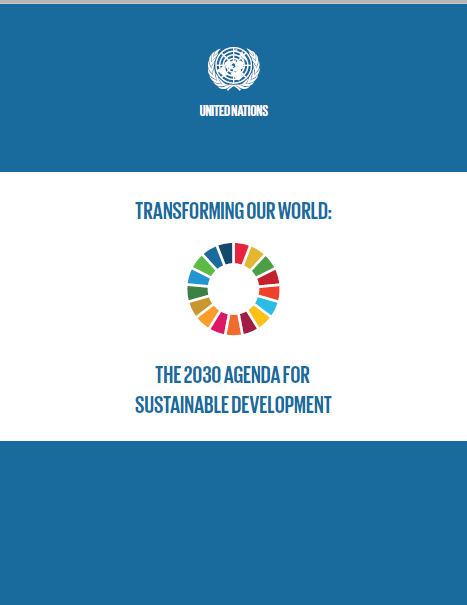 UNITED NATIONS
TRANSFORMING OUR WORLD:
THE 2030 AGENDA FOR
SUSTAINABLE DEVELOPMENT